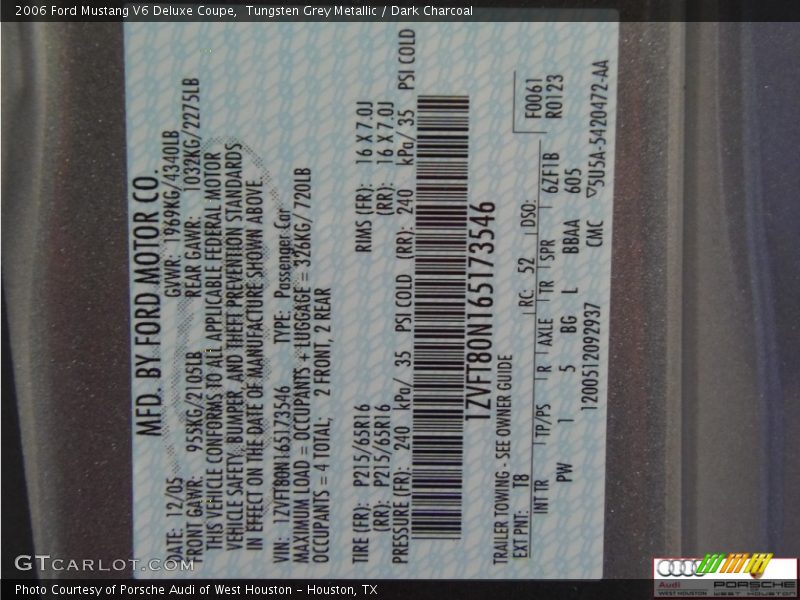 2006 Ford Mustang V6 Deluxe Coupe,  Tungsten Grey Metallic / Dark Charcoal
MFD. BY FORD MOTOR CO.
DATE: 12/05 GVWR: 1969KG/4340LB
FRONT GAWR: 955KG/2105LB REAR GAWR: 1032KG/2275LB
THIS VEHICLE CONFORMS TO ALL APPLICABLE FEDERAL MOTOR
VEHICLE SAFETY, BUMPER, AND THEFT PREVENTION STANDARDS
IN EFFECT ON THE DATE OF MANUFACTURE SHOWN ABOVE.
VIN: 1ZVFT80N165173546 TYPE: Passenger Car
MAXIMUM LOAD = OCCUPANTS + LUGGAGE = 326KG/720LB
OCCUPANTS = 4 TOTAL; 2 FRONT, 2 REAR
TIRE (FR): P215/65R16 RIMS (FR): 16 X 7.0J
(RR): P215/65R16 (RR): 16 X 7.0J
PRESSURE (FR): 240 kPa/ 35 PSI COLD (RR): 240 kPa/ 35 PSI COLD
1ZVFT80N165173546
TRAILER TOWING - SEE OWNER GUIDE
EXT PNT: T8 RC: 52 DSO: F0061
R0123
INT TR TP/PS R AXLE TR SPR 6ZF1B
PW 1 5 BG L BBAA 605
1200512092937 CMC ▽5U5A-5420472-AA
GTCARLOT.COM
Photo Courtesy of Porsche Audi of West Houston – Houston, TX
Audi
WEST HOUSTON
PORSCHE
WEST HOUSTON